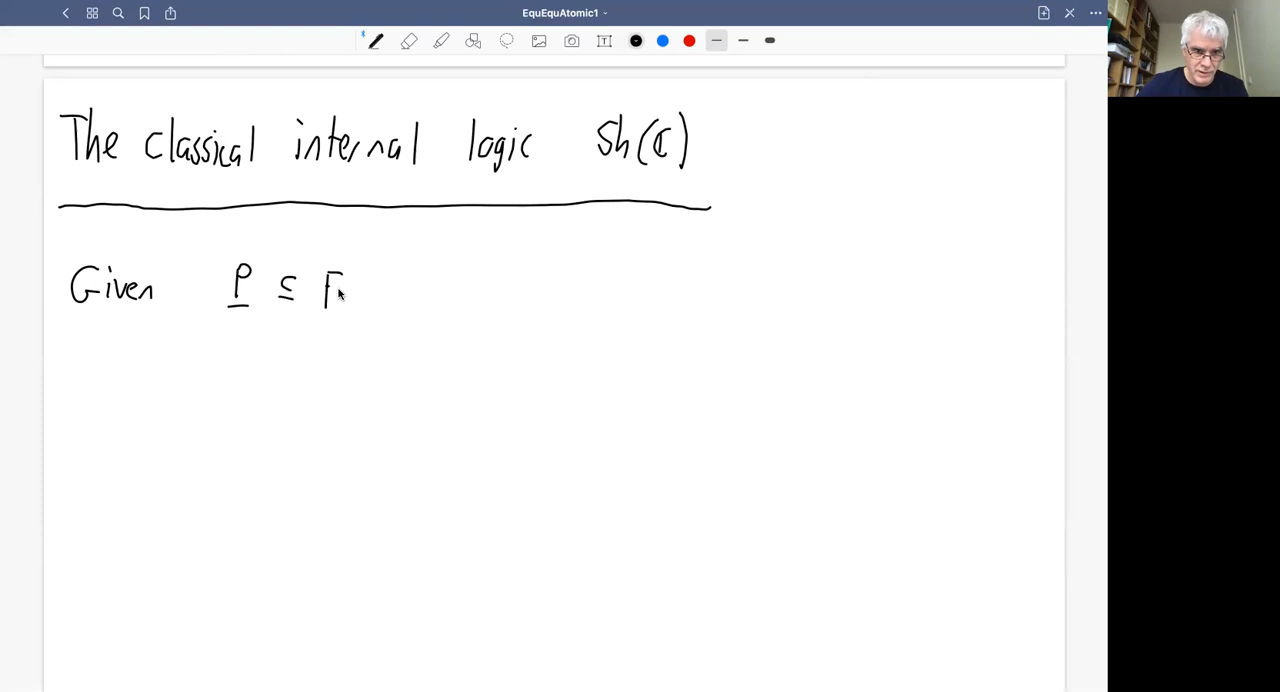 EquEquAtomic1
The classical internal logic Sh(ℂ)
Given P ⊆ F